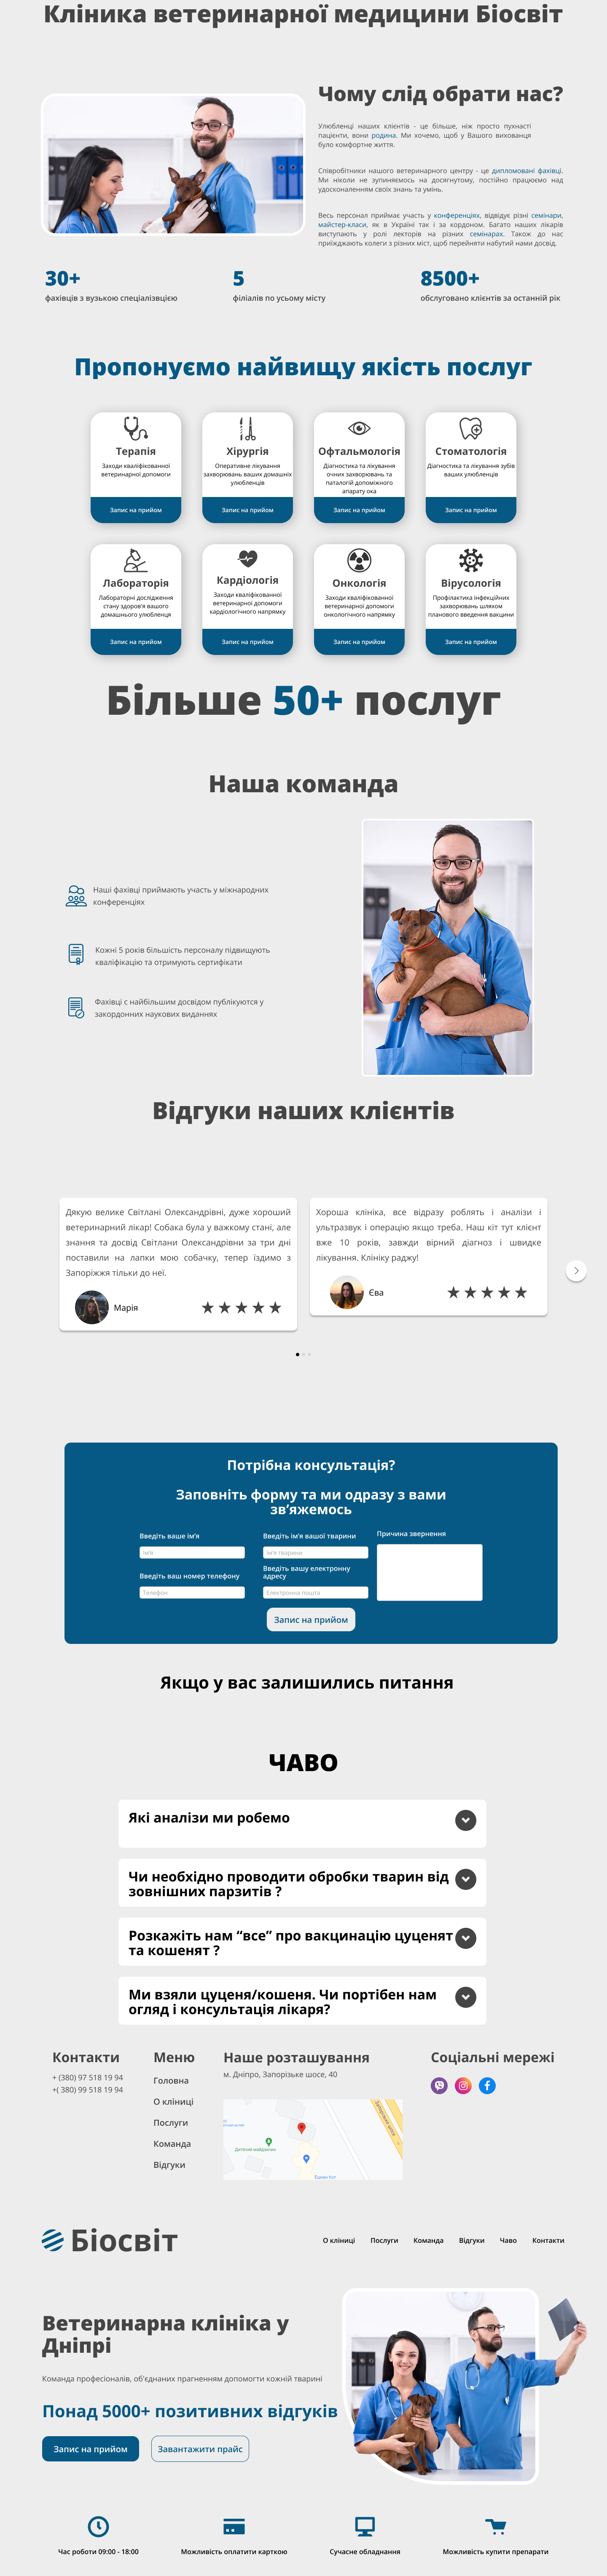 Клініка ветеринарної медицини Біосвіт
Чому слід обрати нас?
Улюбленці наших клієнтів - це більше, ніж просто пухнасті
пацієнти, вони родина. Ми хочемо, щоб у Вашого вихованця
було комфортне життя.
Співробітники нашого ветеринарного центру - це дипломовані фахівці.
Ми ніколи не зупиняємось на досягнутому, постійно працюємо над
удосконаленням своїх знань та умінь.
Весь персонал приймає участь у конференціях, відвідує різні семінари,
майстер-класи, як в Україні так і за кордоном. Багато наших лікарів
виступають у ролі лекторів на різних семінарах. Також до нас
приїжджають колеги з різних міст, щоб перейняти набутий нами досвід.
30+
фахівців з вузькою спеціалізвцією
5
філіалів по усьому місту
8500+
обслуговано клієнтів за останній рік
Пропонуємо найвищу якість послуг
Терапія
Заходи кваліфікованної
ветеринарної допомоги
Запис на прийом
Хірургія
Оперативне лікування
захворювань ваших домашніх
улюбленців
Запис на прийом
Офтальмологія
Діагностика та лікування
очних захворювань та
паталогій допоміжного
апарату ока
Запис на прийом
Стоматологія
Діагностика та лікування зубів
ваших улюбленців
Запис на прийом
Лабораторія
Лабораторні дослідження
стану здоров'я вашого
домашнього улюбленця
Запис на прийом
Кардіологія
Заходи кваліфікованної
ветеринарної допомоги
кардіологічного напрямку
Запис на прийом
Онкологія
Заходи кваліфікованної
ветеринарної допомоги
онкологічного напрямку
Запис на прийом
Вірусологія
Профілактика інфекційних
захворювань шляхом
планового введення вакцини
Запис на прийом
Більше 50+ послуг
Наша команда
Наші фахівці приймають участь у міжнародних
конференціях
Кожні 5 років більшість персоналу підвищують
кваліфікацію та отримують сертифікати
Фахівці с найбільшим досвідом публікуются у
закордонних наукових виданнях
Відгуки наших клієнтів
Дякую велике Світлані Олександрівні, дуже хороший
ветеринарний лікар! Собака була у важкому стані, але
знання та досвід Світлани Олександрівни за три дні
поставили на лапки мою собачку, тепер їздимо з
Запоріжжя тільки до неї.
Марія
Хороша клініка, все відразу роблять і аналізи і
ультразвук і операцію якщо треба. Наш кіт тут клієнт
вже 10 років, завжди вірний діагноз і швидке
лікування. Клініку раджу!
Єва
Потрібна консультація?
Заповніть форму та ми одразу з вами
зв’яжемось
Введіть ваше ім’я
Ім'я
Введіть ім’я вашої тварини
Ім'я тварини
Причина звернення
Введіть ваш номер телефону
Телефон
Введіть вашу електронну
адресу
Електронна пошта
Запис на прийом
Якщо у вас залишились питання
ЧАВО
Які аналізи ми робемо
Чи необхідно проводити обробки тварин від
зовнішних парзитів ?
Розкажіть нам “все” про вакцинацію цуценят
та кошенят ?
Ми взяли цуценя/кошеня. Чи портібен нам
огляд і консультація лікаря?
Контакти
+ (380) 97 518 19 94
+( 380) 99 518 19 94
Меню
Головна
О кліниці
Послуги
Команда
Відгуки
Наше розташування
м. Дніпро, Запорізьке шосе, 40
Дитячий майданчик
Запорізьке шосе
Ёшкин Кот
Соціальні мережі
Біосвіт
О кліниці
Послуги
Команда
Відгуки
Чаво
Контакти
Ветеринарна клініка у
Дніпрі
Команда професіоналів, об'єднаних прагненням допомогти кожній тварині
Понад 5000+ позитивних відгуків
Запис на прийом
Завантажити прайс
Час роботи 09:00 - 18:00
Можливість оплатити карткою
Сучасне обладнання
Можливість купити препарати